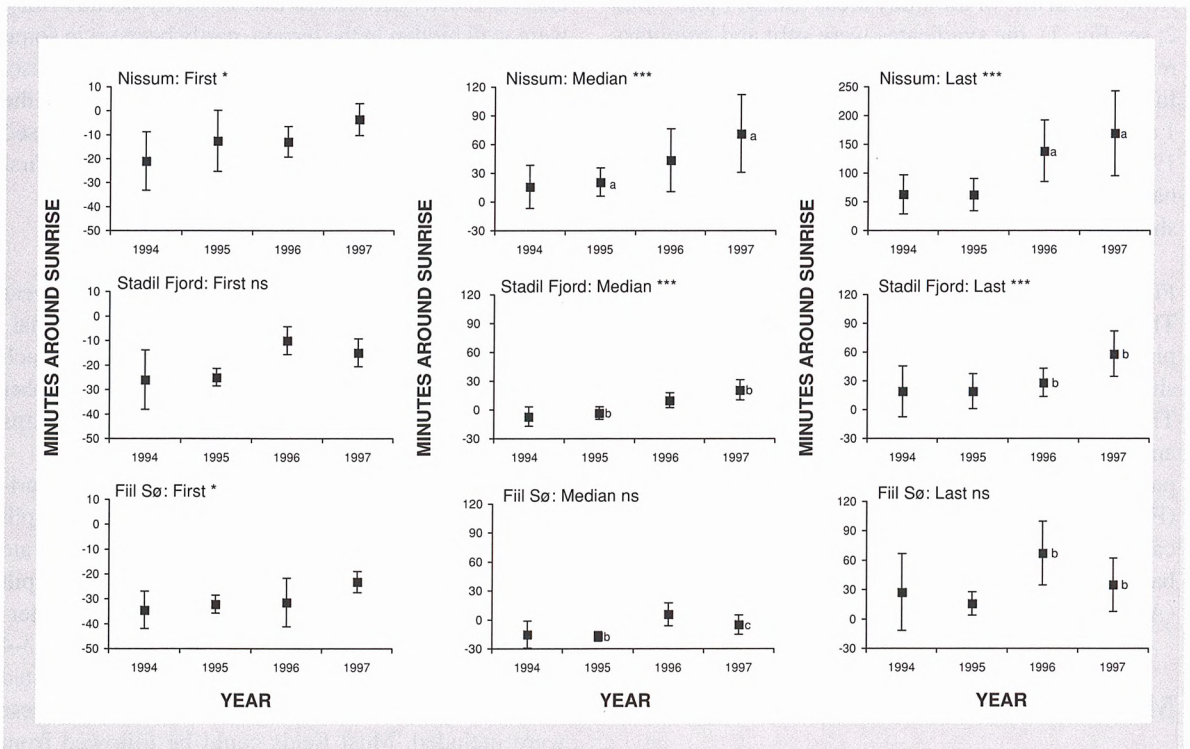 Nissum: First *
10
0
-10
-20
-30
-40
-50
1994 1995 1996 1997
Nissum: Median ***
120
90
60
30
0
-30
a
a
1994 1995 1996 1997
Nissum: Last ***
250
200
150
100
50
0
a
a
1994 1995 1996 1997
MINUTES AROUND SUNRISE
MINUTES AROUND SUNRISE
MINUTES AROUND SUNRISE
Stadil Fjord: First ns
10
0
-10
-20
-30
-40
-50
1994 1995 1996 1997
Stadil Fjord: Median ***
120
90
60
30
0
-30
b
b
1994 1995 1996 1997
Stadil Fjord: Last ***
120
90
60
30
0
-30
b
b
1994 1995 1996 1997
Fiil Sø: First *
10
0
-10
-20
-30
-40
-50
1994 1995 1996 1997
YEAR
Fiil Sø: Median ns
120
90
60
30
0
-30
b
c
1994 1995 1996 1997
YEAR
Fiil Sø: Last ns
120
90
60
30
0
-30
b
b
1994 1995 1996 1997
YEAR